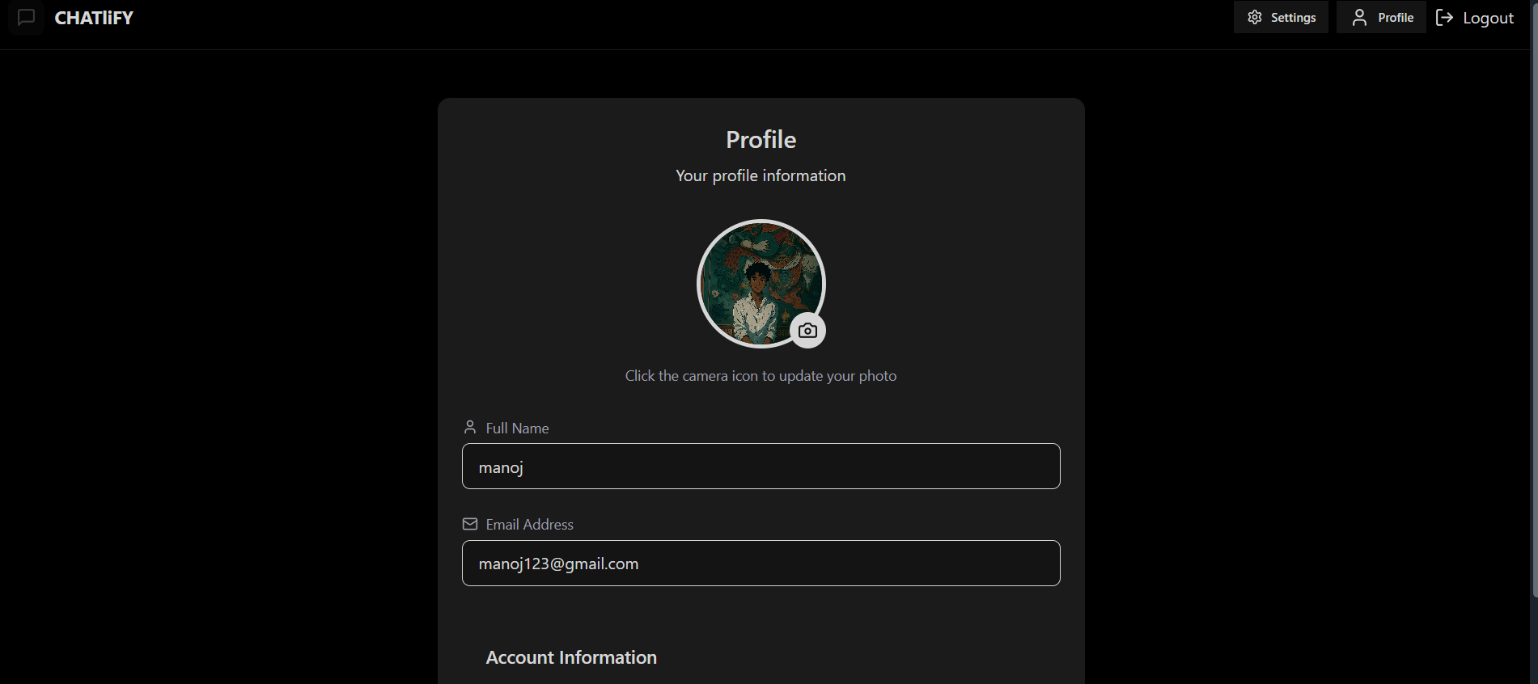 CHATliFY
Settings
Profile
Logout
Profile
Your profile information
Click the camera icon to update your photo
Full Name
manoj
Email Address
manoj123@gmail.com
Account Information